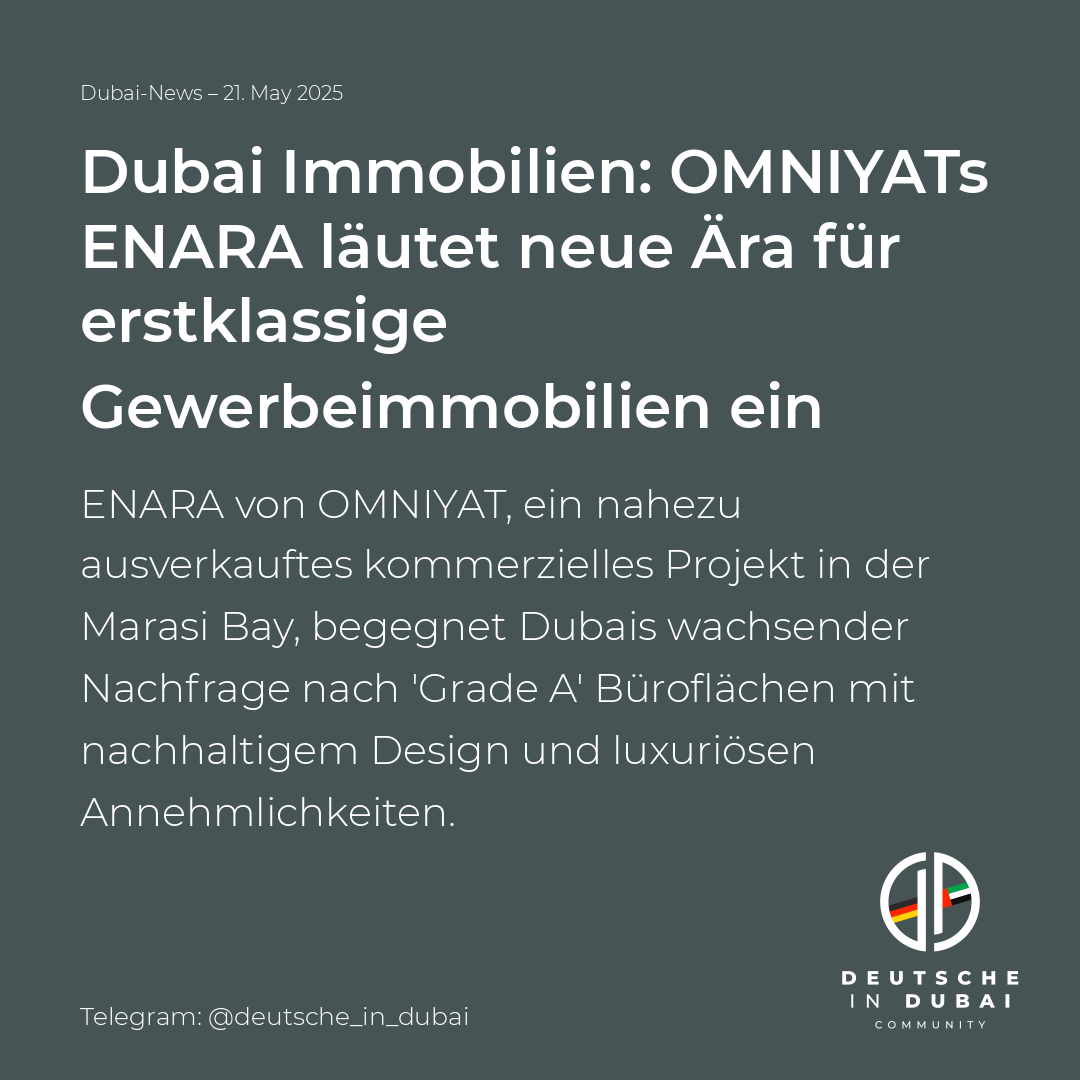 Dubai-News – 21. May 2025
Dubai Immobilien: OMNIYATs
ENARA läutet neue Ära für
erstklassige
Gewerbeimmobilien ein
ENARA von OMNIYAT, ein nahezu
ausverkauftes kommerzielles Projekt in der
Marasi Bay, begegnet Dubais wachsender
Nachfrage nach 'Grade A' Büroflächen mit
nachhaltigem Design und luxuriösen
Annehmlichkeiten.
DEUTSCHE
IN DUBAI
COMMUNITY
Telegram: @deutsche_in_dubai